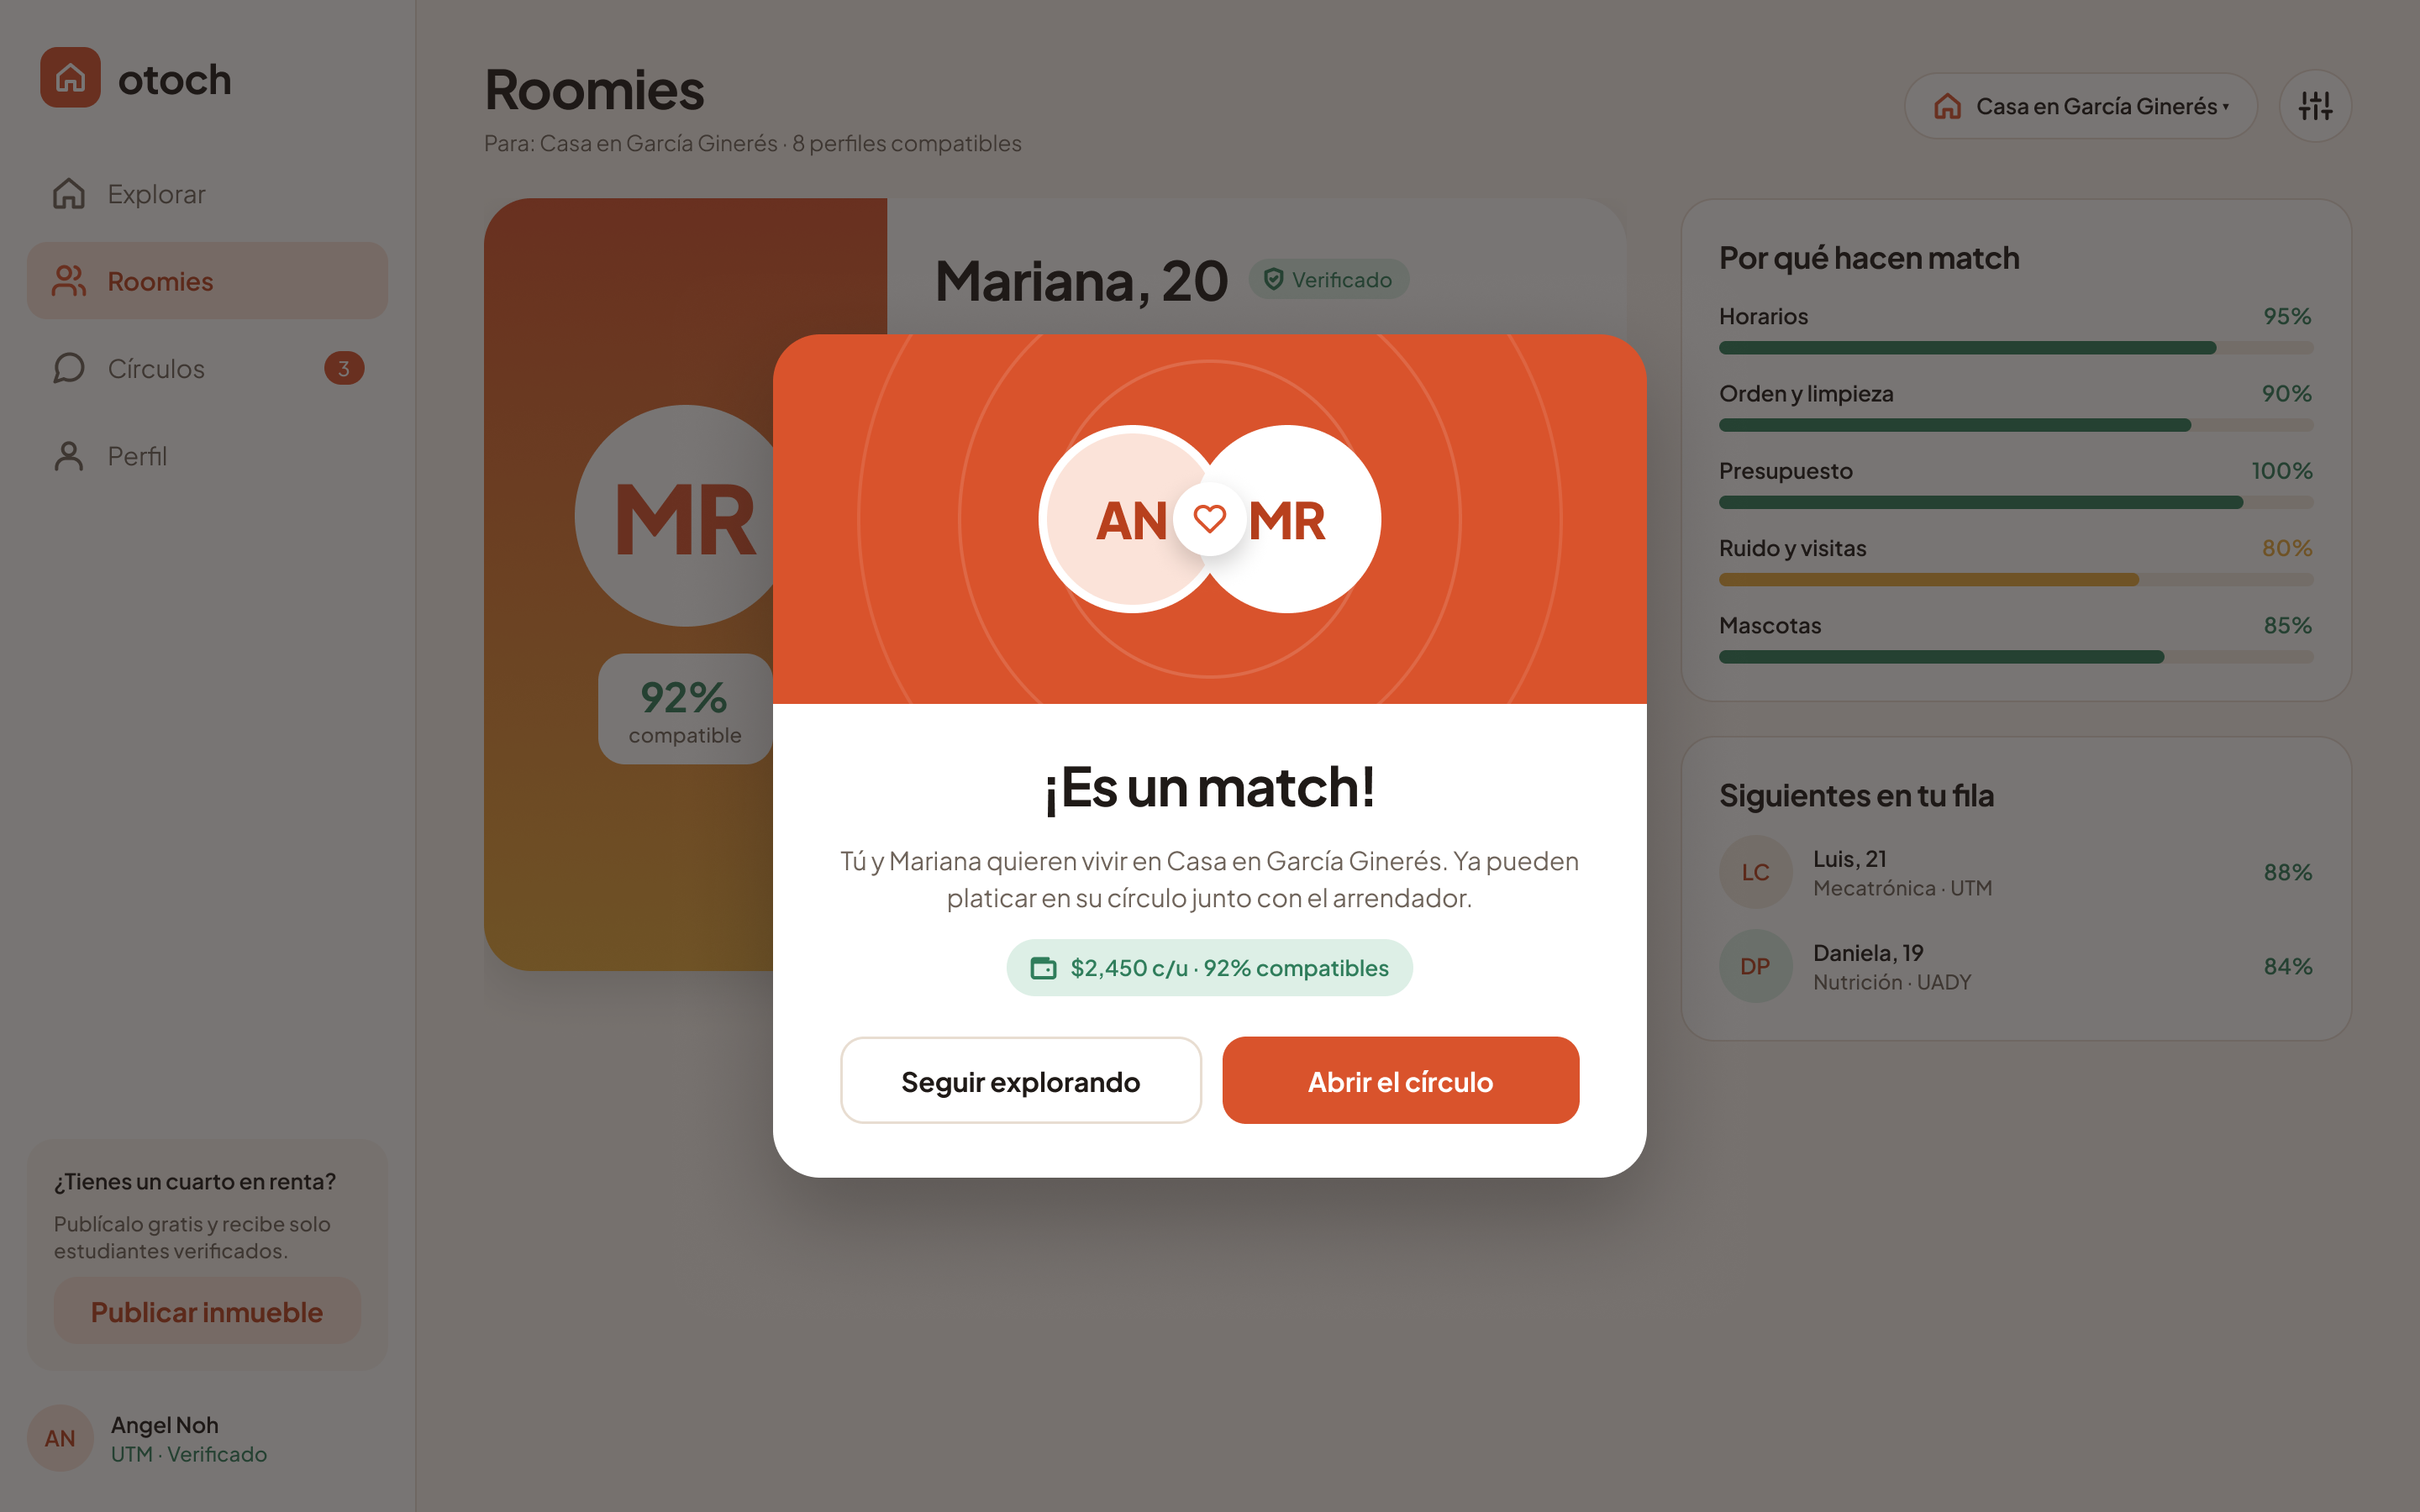 otoch
Explorar
Roomies
Círculos
3
Perfil
¿Tienes un cuarto en renta?
Publícalo gratis y recibe solo
estudiantes verificados.
Publicar inmueble
AN
Angel Noh
UTM · Verificado
Roomies
Para: Casa en García Ginerés · 8 perfiles compatibles
Casa en García Ginerés ▾
MR
92%
compatible
Mariana, 20
Verificado
AN
MR
¡Es un match!
Tú y Mariana quieren vivir en Casa en García Ginerés. Ya pueden
platicar en su círculo junto con el arrendador.
$2,450 c/u · 92% compatibles
Seguir explorando
Abrir el círculo
Por qué hacen match
Horarios 95%
Orden y limpieza 90%
Presupuesto 100%
Ruido y visitas 80%
Mascotas 85%
Siguientes en tu fila
LC
Luis, 21
Mecatrónica · UTM
88%
DP
Daniela, 19
Nutrición · UADY
84%